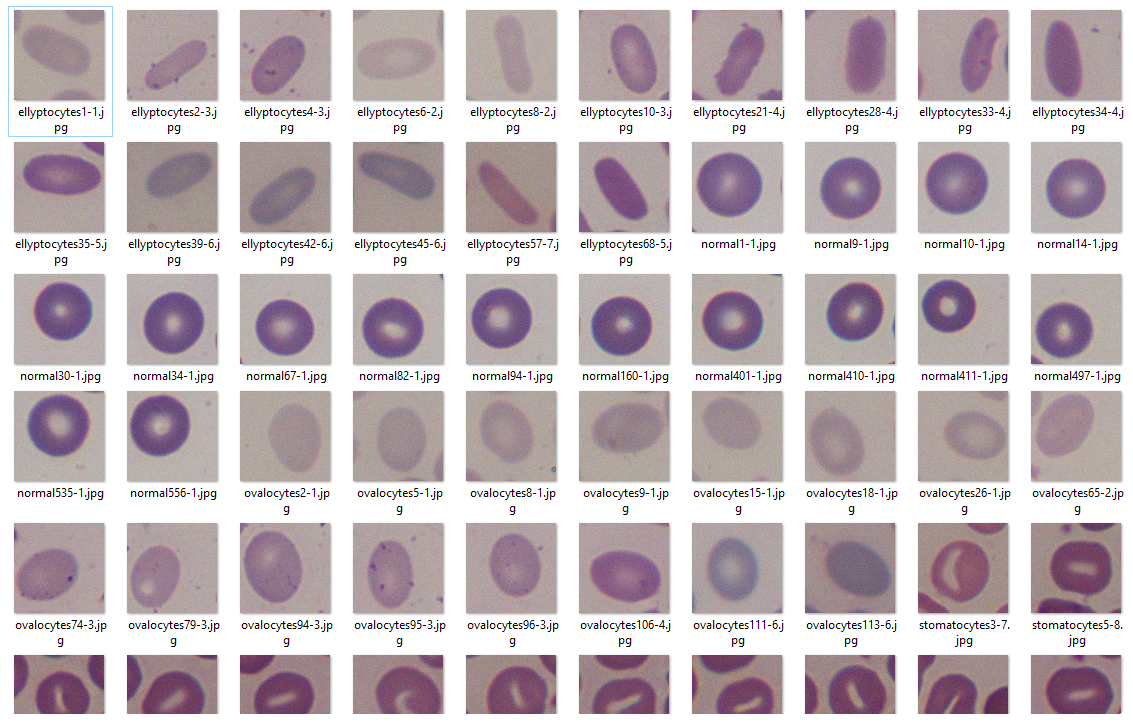 ellyptocytes1-1.j ellyptocytes2-3.j ellyptocytes4-3.j ellyptocytes6-2.j ellyptocytes8-2.j ellyptocytes10-3.j ellyptocytes21-4.j ellyptocytes28-4.j ellyptocytes33-4.j ellyptocytes34-4.j
pg pg pg pg pg pg pg pg pg pg
ellyptocytes35-5.j ellyptocytes39-6.j ellyptocytes42-6.j ellyptocytes45-6.j ellyptocytes57-7.j ellyptocytes68-5.j normal1-1.jpg normal9-1.jpg normal10-1.jpg normal14-1.jpg
pg pg pg pg pg pg
normal30-1.jpg normal34-1.jpg normal67-1.jpg normal82-1.jpg normal94-1.jpg normal160-1.jpg normal401-1.jpg normal410-1.jpg normal411-1.jpg normal497-1.jpg
normal535-1.jpg normal556-1.jpg ovalocytes2-1.jp ovalocytes5-1.jp ovalocytes8-1.jp ovalocytes9-1.jp ovalocytes15-1.jp ovalocytes18-1.jp ovalocytes26-1.jp ovalocytes65-2.jp
g g g g g g g g
ovalocytes74-3.jp ovalocytes79-3.jp ovalocytes94-3.jp ovalocytes95-3.jp ovalocytes96-3.jp ovalocytes106-4.j ovalocytes111-6.j ovalocytes113-6.j stomatocytes3-7. stomatocytes5-8.
g g g g g pg pg pg jpg jpg